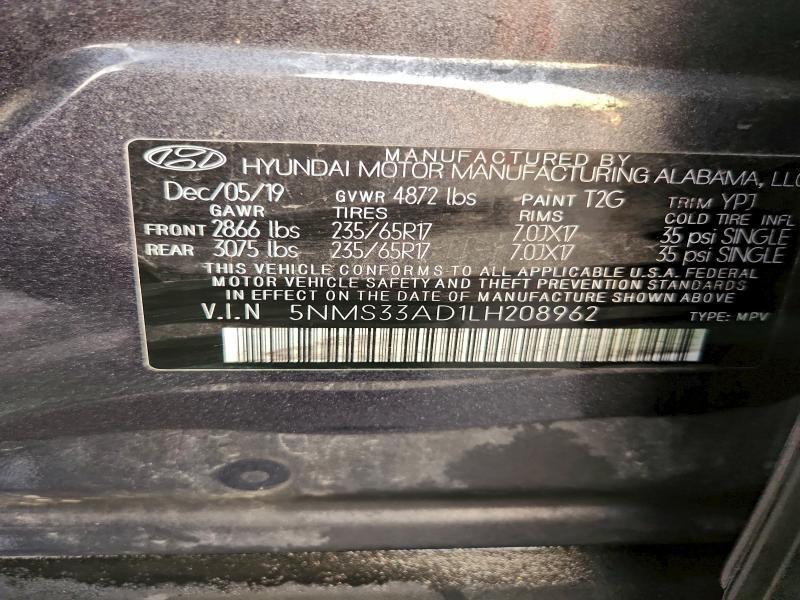 MANUFACTURED BY
HYUNDAI MOTOR MANUFACTURING ALABAMA, LLC
Dec/05/19 GVWR 4872 lbs PAINT T2G TRIM YPJ
GAWR TIRES RIMS COLD TIRE INFL
FRONT 2866 lbs 235/65R17 7.0JX17 35 psi SINGLE
REAR 3075 lbs 235/65R17 7.0JX17 35 psi SINGLE
THIS VEHICLE CONFORMS TO ALL APPLICABLE U.S.A. FEDERAL
MOTOR VEHICLE SAFETY AND THEFT PREVENTION STANDARDS
IN EFFECT ON THE DATE OF MANUFACTURE SHOWN ABOVE
V.I.N 5NMS33AD1LH208962 TYPE: MPV